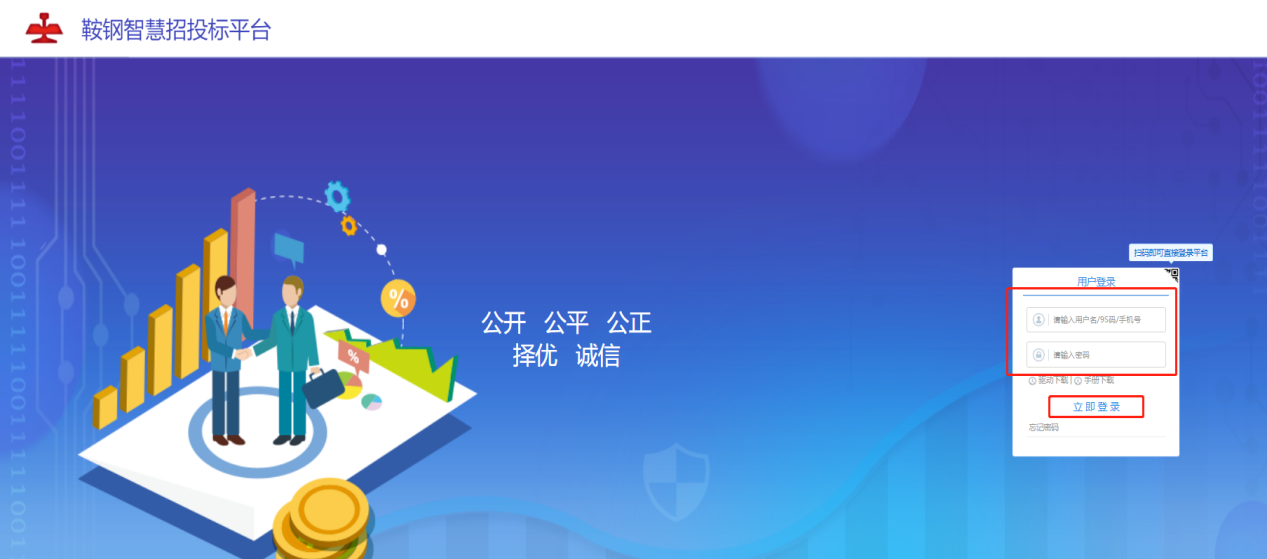 鞍钢智慧招投标平台
扫码即可直接登录平台
用户登录
请输入用户名/95码/手机号
请输入密码
驱动下载 | 手册下载
立即登录
忘记密码
公开 公平 公正
择优 诚信
%
%